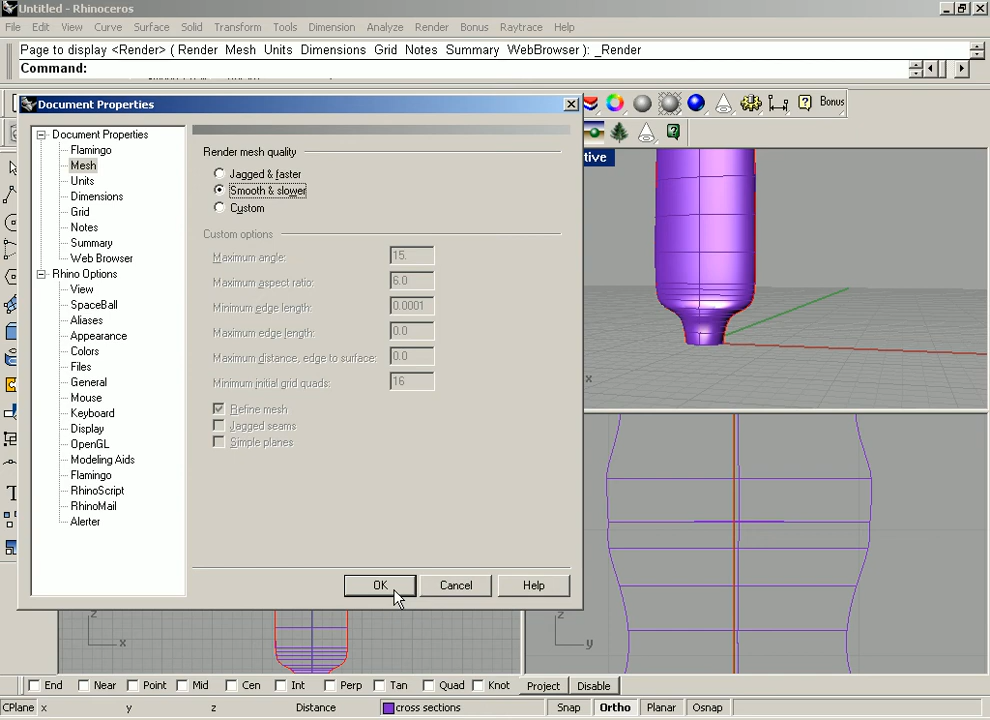 Untitled - Rhinoceros
File Edit View Curve Surface Solid Transform Tools Dimension Analyze Render Bonus Raytrace Help
Page to display <Render> ( Render Mesh Units Dimensions Grid Notes Summary WebBrowser ): _Render
Command:
Document Properties
Bonus
Document Properties
Flamingo
Mesh
Units
Dimensions
Grid
Notes
Summary
Web Browser
Rhino Options
View
SpaceBall
Aliases
Appearance
Colors
Files
General
Mouse
Keyboard
Display
OpenGL
Modeling Aids
Flamingo
RhinoScript
RhinoMail
Alerter
Render mesh quality
Jagged & faster
Smooth & slower
Custom
Custom options
Maximum angle: 15.
Maximum aspect ratio: 6.0
Minimum edge length: 0.0001
Maximum edge length: 0.0
Maximum distance, edge to surface: 0.0
Minimum initial grid quads: 16
Refine mesh
Jagged seams
Simple planes
OK Cancel Help
tive
x
z
x
z
y
End Near Point Mid Cen Int Perp Tan Quad Knot Project Disable
CPlane x y z Distance cross sections Snap Ortho Planar Osnap